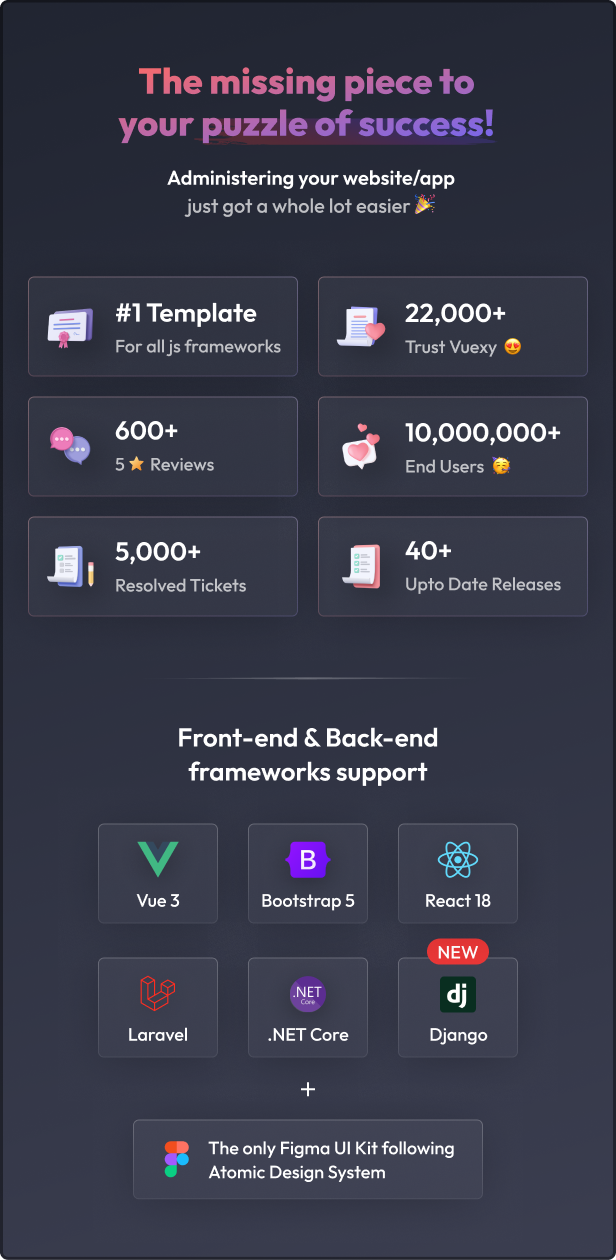 The missing piece to
your puzzle of success!
Administering your website/app
just got a whole lot easier 🎉
#1 Template
For all js frameworks
22,000+
Trust Vuexy 😍
600+
5 ⭐ Reviews
10,000,000+
End Users 🥳
5,000+
Resolved Tickets
40+
Upto Date Releases
Front-end & Back-end
frameworks support
B
Vue 3
Bootstrap 5
React 18
NEW
.NET
Core
dj
Laravel
.NET Core
Django
+
The only Figma UI Kit following
Atomic Design System